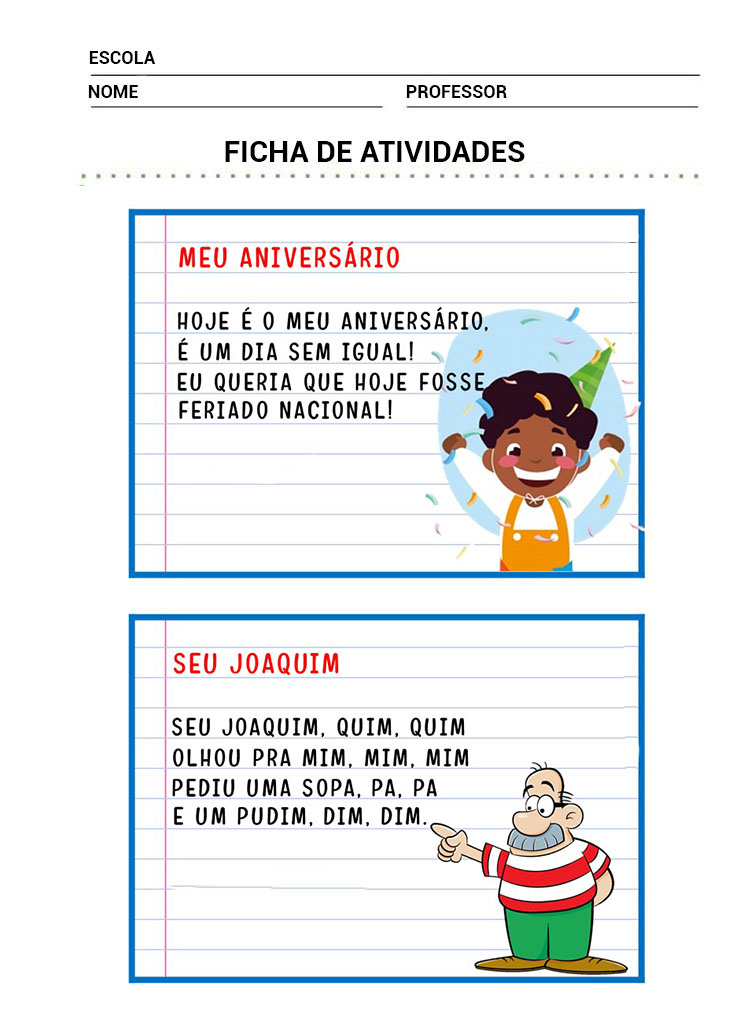 ESCOLA
NOME PROFESSOR
FICHA DE ATIVIDADES
MEU ANIVERSÁRIO
HOJE É O MEU ANIVERSÁRIO,
É UM DIA SEM IGUAL!
EU QUERIA QUE HOJE FOSSE
FERIADO NACIONAL!
SEU JOAQUIM
SEU JOAQUIM, QUIM, QUIM
OLHOU PRA MIM, MIM, MIM
PEDIU UMA SOPA, PA, PA
E UM PUDIM, DIM, DIM.